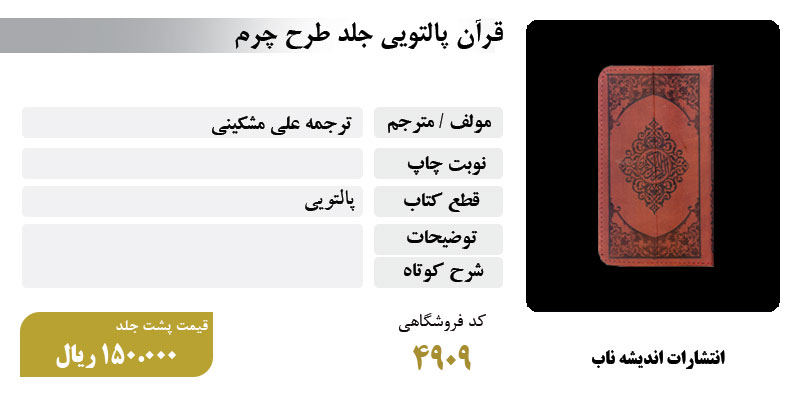 قرآن پالتویی جلد طرح چرم
مولف / مترجم
ترجمه علی مشکینی
نوبت چاپ
قطع کتاب
پالتویی
توضیحات
شرح کوتاه
کد فروشگاهی
۴۹۰۹
قیمت پشت جلد
۱۵۰.۰۰۰ ریال
انتشارات اندیشه ناب